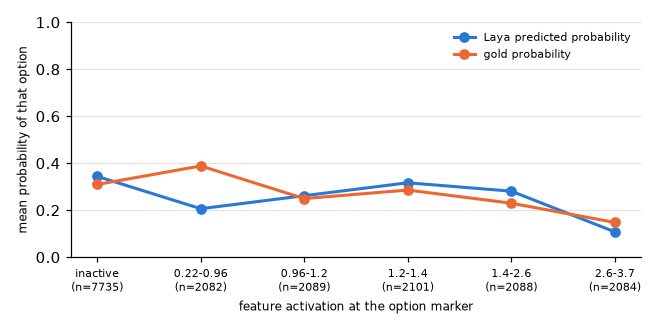 1.0
0.8
0.6
0.4
0.2
0.0
mean probability of that option
Laya predicted probability
gold probability
inactive
(n=7735)
0.22-0.96
(n=2082)
0.96-1.2
(n=2089)
1.2-1.4
(n=2101)
1.4-2.6
(n=2088)
2.6-3.7
(n=2084)
feature activation at the option marker